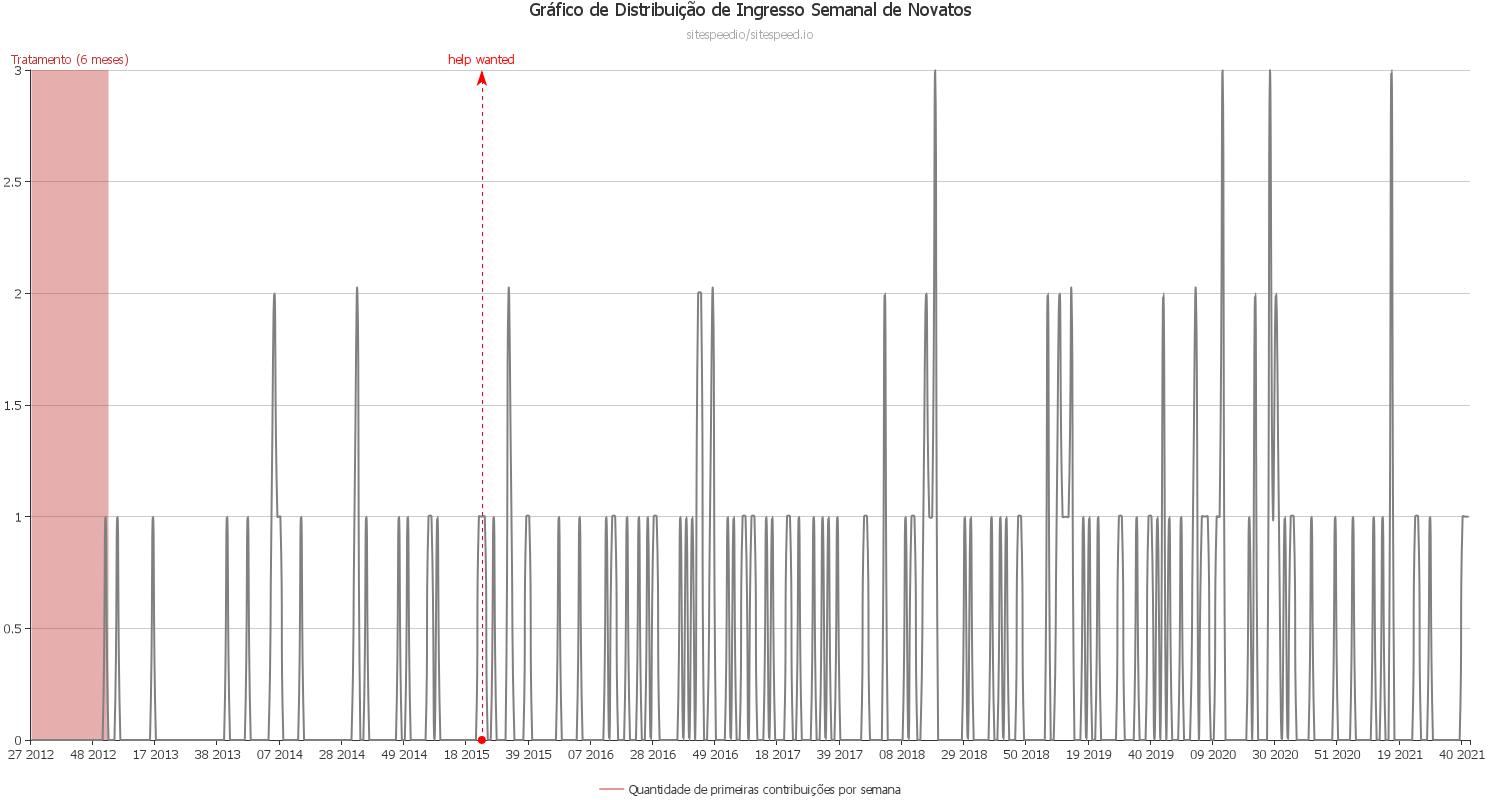 Gráfico de Distribuição de Ingresso Semanal de Novatos
sitespeedio/sitespeed.io
Tratamento (6 meses)
help wanted
3
2.5
2
1.5
1
0.5
0
27 2012 48 2012 17 2013 38 2013 07 2014 28 2014 49 2014 18 2015 39 2015 07 2016 28 2016 49 2016 18 2017 39 2017 08 2018 29 2018 50 2018 19 2019 40 2019 09 2020 30 2020 51 2020 19 2021 40 2021
Quantidade de primeiras contribuições por semana